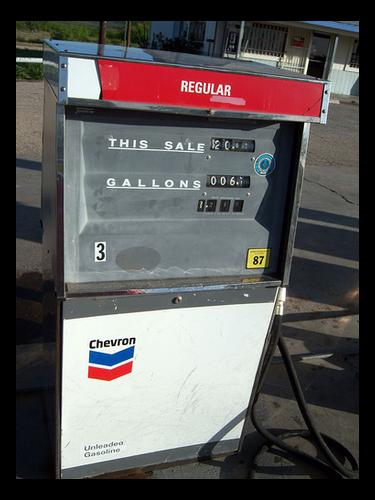 REGULAR
THIS SALE
GALLONS
3
87
Chevron
Unleaded
Gasoline